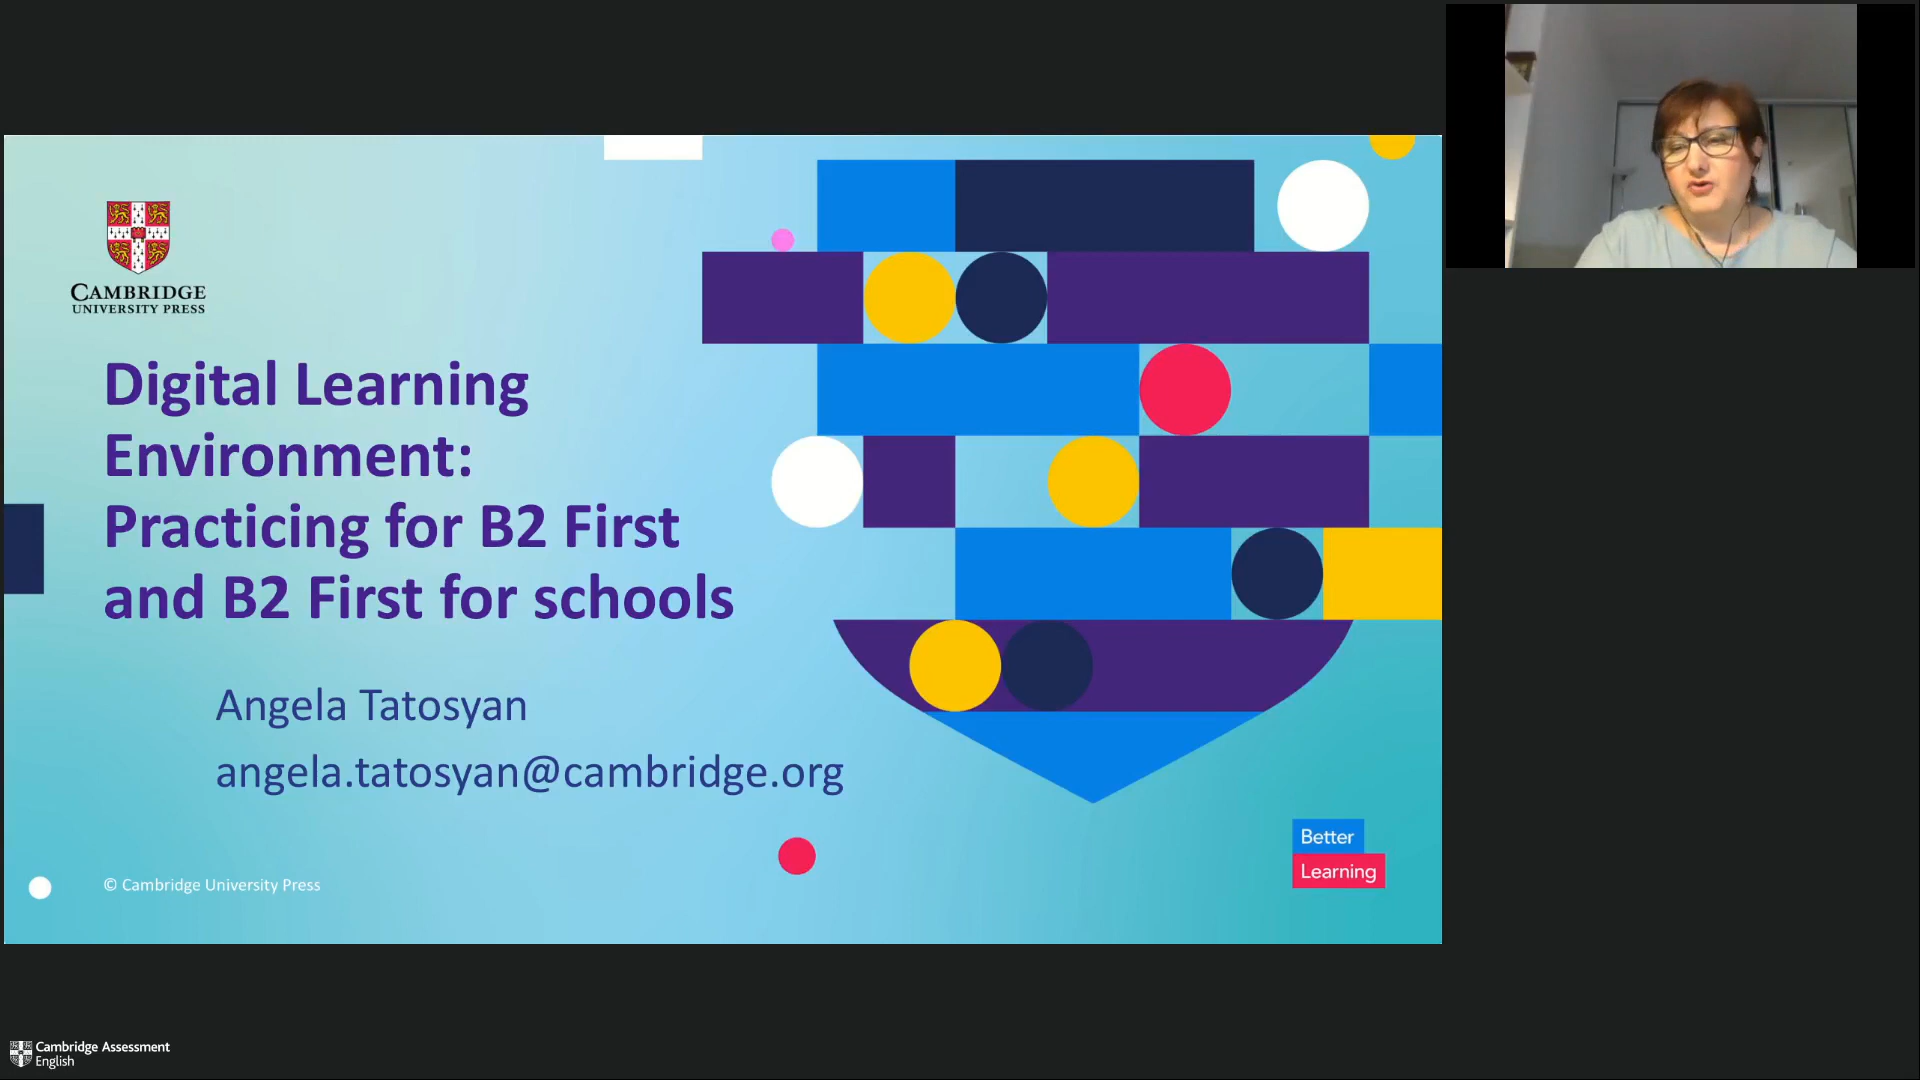 CAMBRIDGE
UNIVERSITY PRESS
Digital Learning
Environment:
Practicing for B2 First
and B2 First for schools
Angela Tatosyan
angela.tatosyan@cambridge.org
© Cambridge University Press
Better
Learning
Cambridge Assessment
English